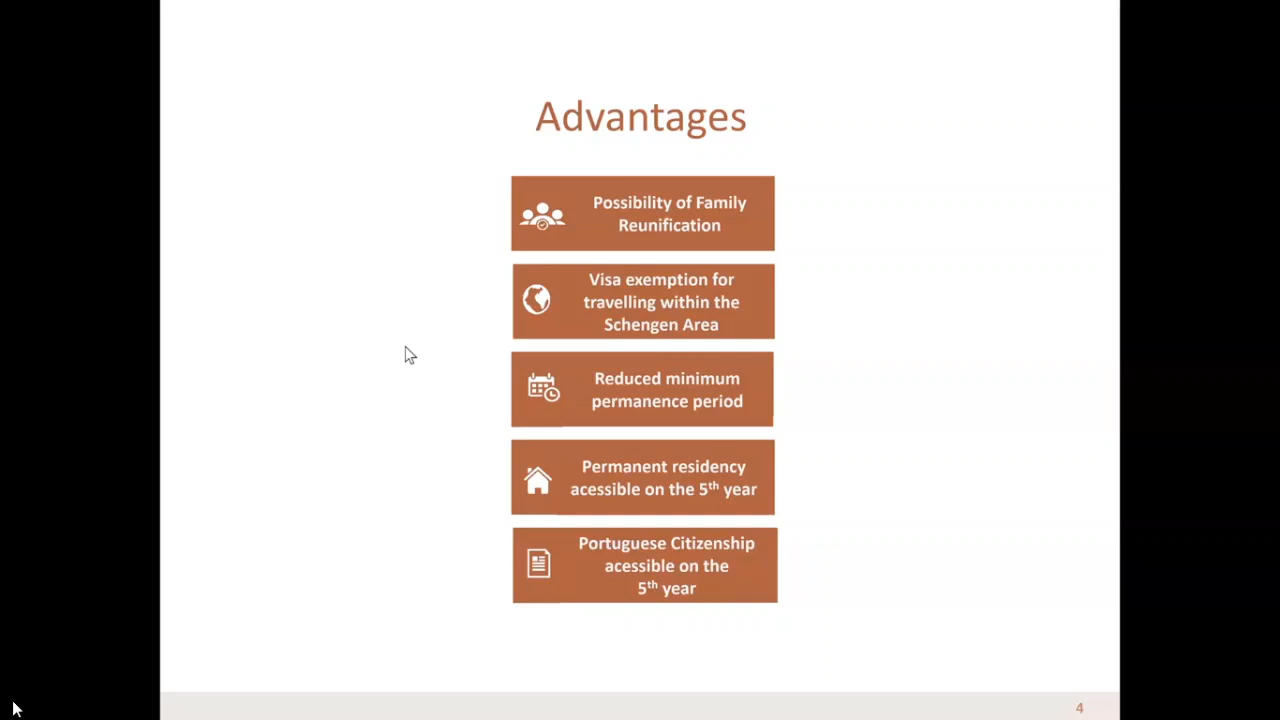 Advantages
Possibility of Family
Reunification
Visa exemption for
travelling within the
Schengen Area
Reduced minimum
permanence period
Permanent residency
acessible on the 5th year
Portuguese Citizenship
acessible on the
5th year
4